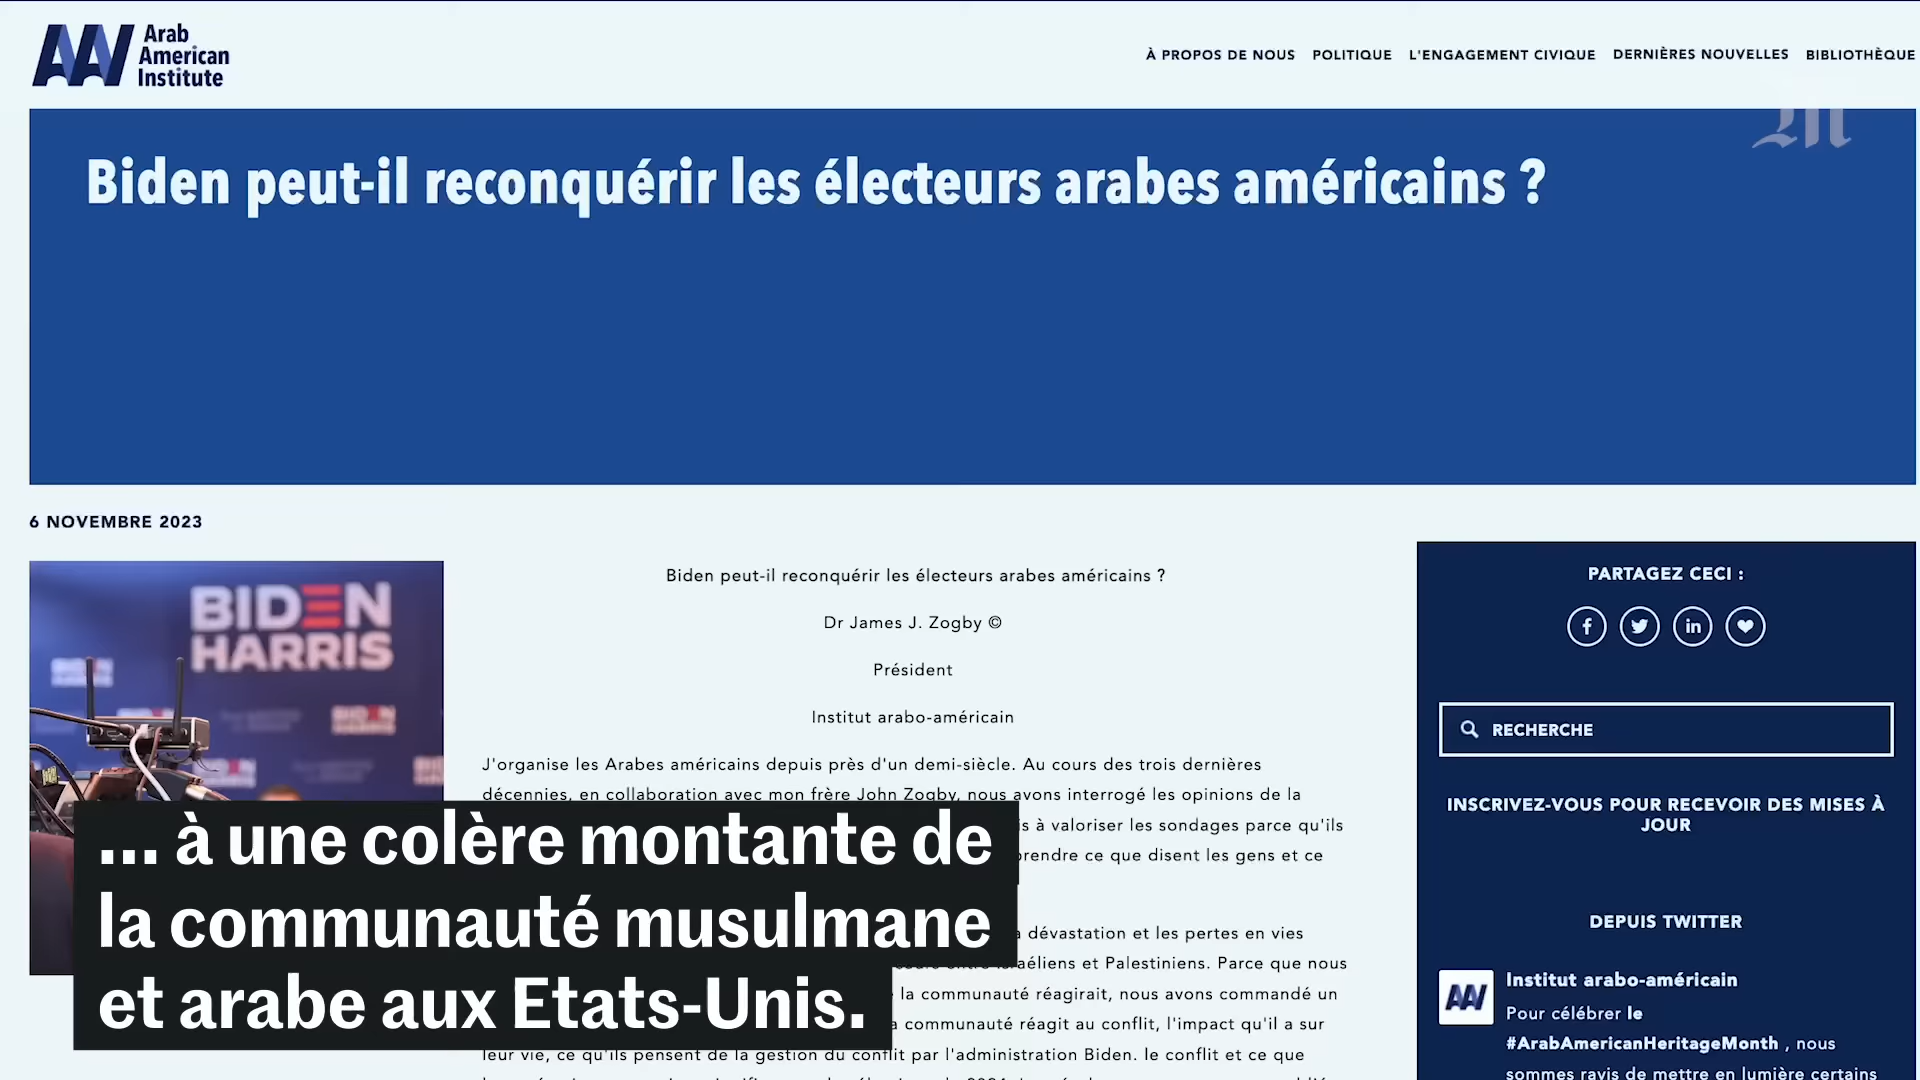 Arab
American
Institute
À PROPOS DE NOUS POLITIQUE L'ENGAGEMENT CIVIQUE DERNIÈRES NOUVELLES BIBLIOTHÈQUE
Biden peut-il reconquérir les électeurs arabes américains ?
6 NOVEMBRE 2023
BIDEN
HARRIS
Biden peut-il reconquérir les électeurs arabes américains ?
Dr James J. Zogby ©
Président
Institut arabo-américain
J'organise les Arabes américains depuis près d'un demi-siècle. Au cours des trois dernières
décennies, en collaboration avec mon frère John Zogby, nous avons interrogé les opinions de la
à valoriser les sondages parce qu'ils
ce que disent les gens et ce
dévastation et les pertes en vies
et Palestiniens. Parce que nous
la communauté réagirait, nous avons commandé un
communauté réagit au conflit, l'impact qu'il a sur
leur vie, ce qu'ils pensent de la gestion du conflit par l'administration Biden. le conflit et ce que
... à une colère montante de
la communauté musulmane
et arabe aux Etats-Unis.
PARTAGEZ CECI :
RECHERCHE
INSCRIVEZ-VOUS POUR RECEVOIR DES MISES À
JOUR
DEPUIS TWITTER
Institut arabo-américain
Pour célébrer le
#ArabAmericanHeritageMonth , nous
sommes ravis de mettre en lumière certains